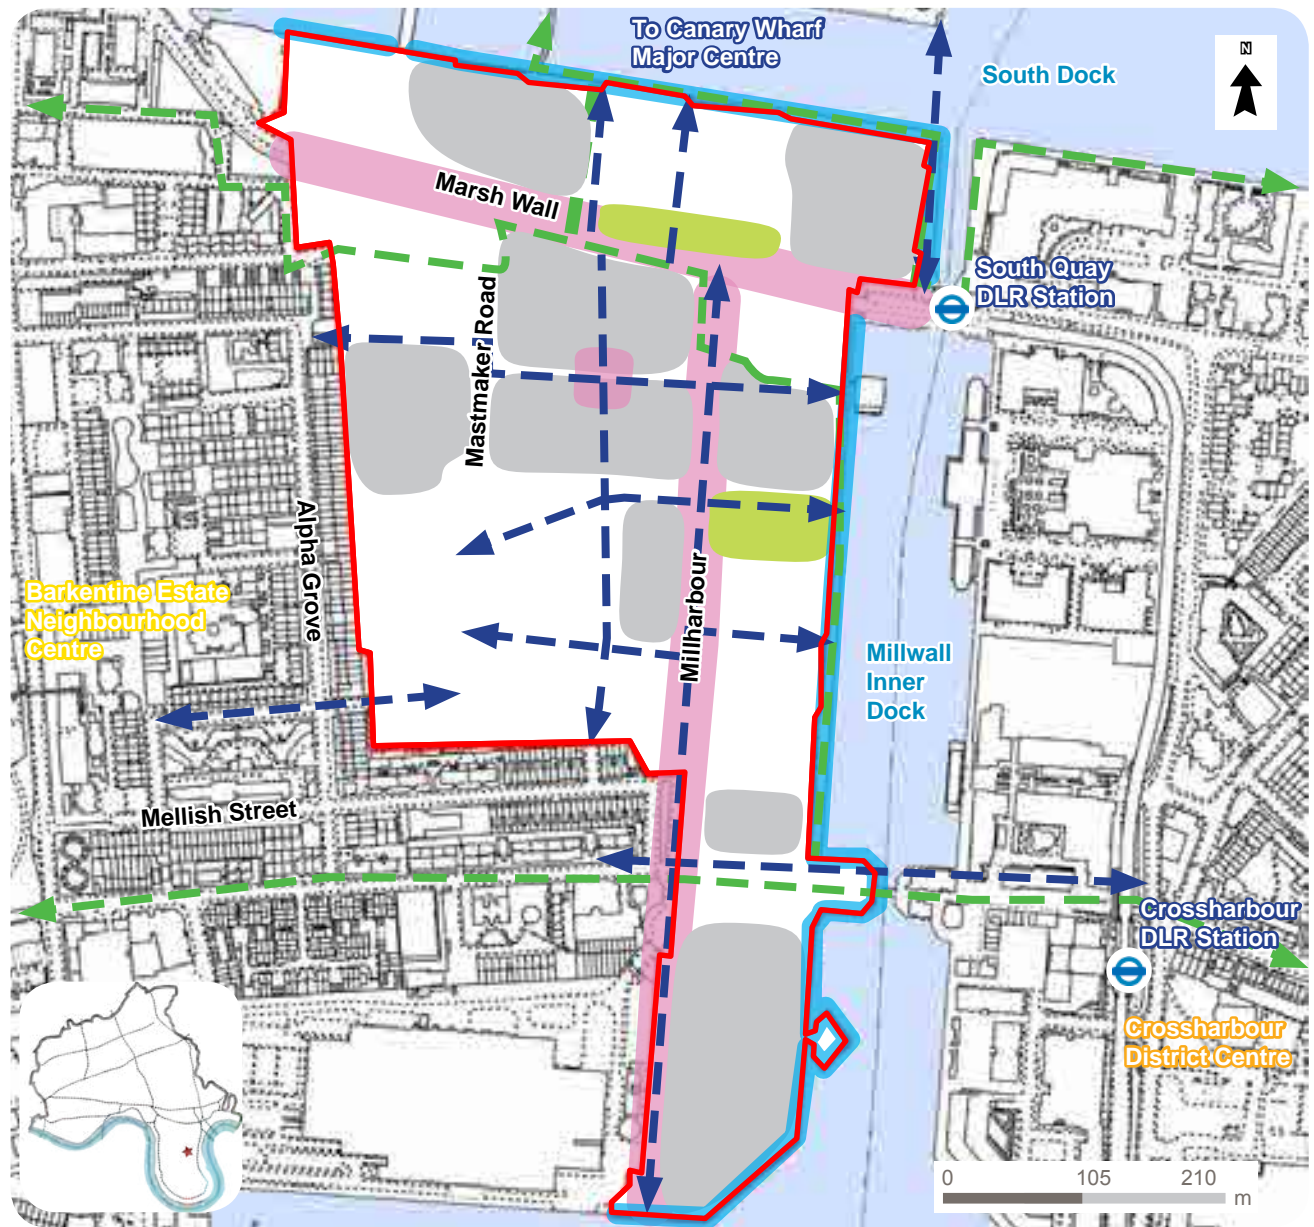 To Canary Wharf
Major Centre
South Dock
N
Marsh Wall
South Quay
DLR Station
Mastmaker Road
Alpha Grove
Barkentine Estate
Neighbourhood
Centre
Millharbour
Millwall
Inner
Dock
Mellish Street
Crossharbour
DLR Station
Crossharbour
District Centre
0 105 210
m